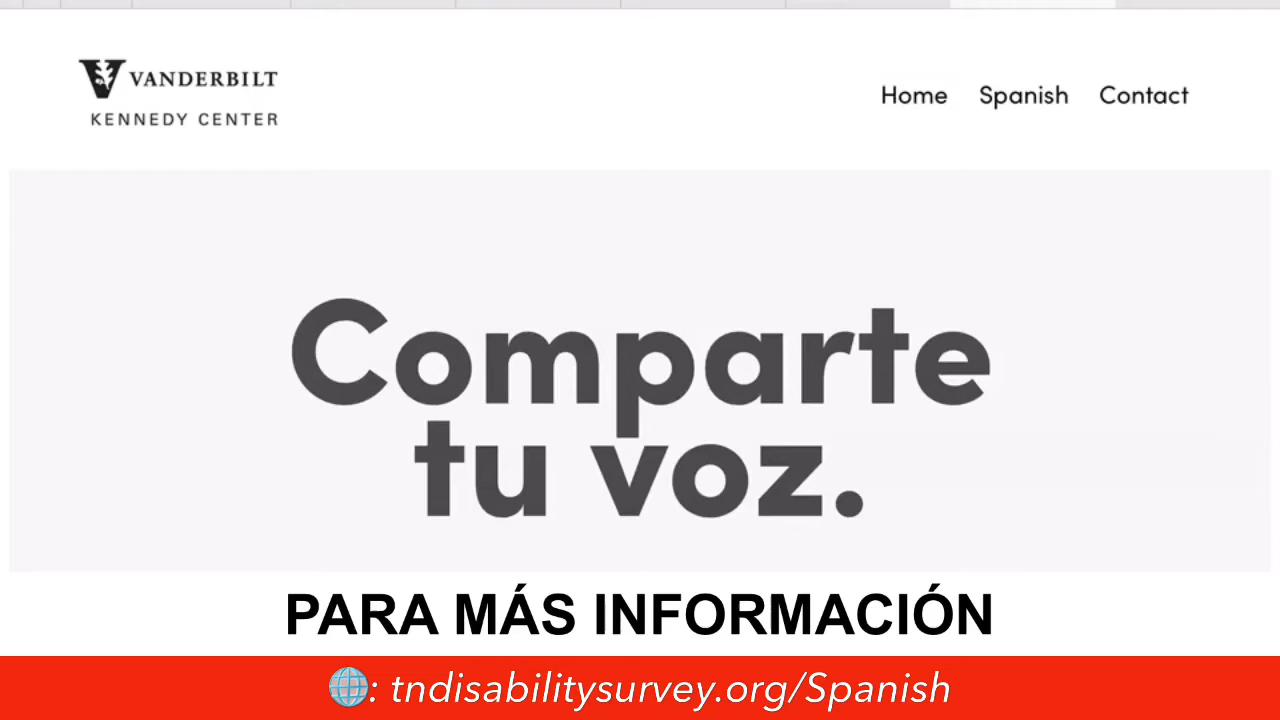 VANDERBILT
KENNEDY CENTER
Home Spanish Contact
Comparte
tu voz.
PARA MÁS INFORMACIÓN
🌐: tndisabilitysurvey.org/Spanish